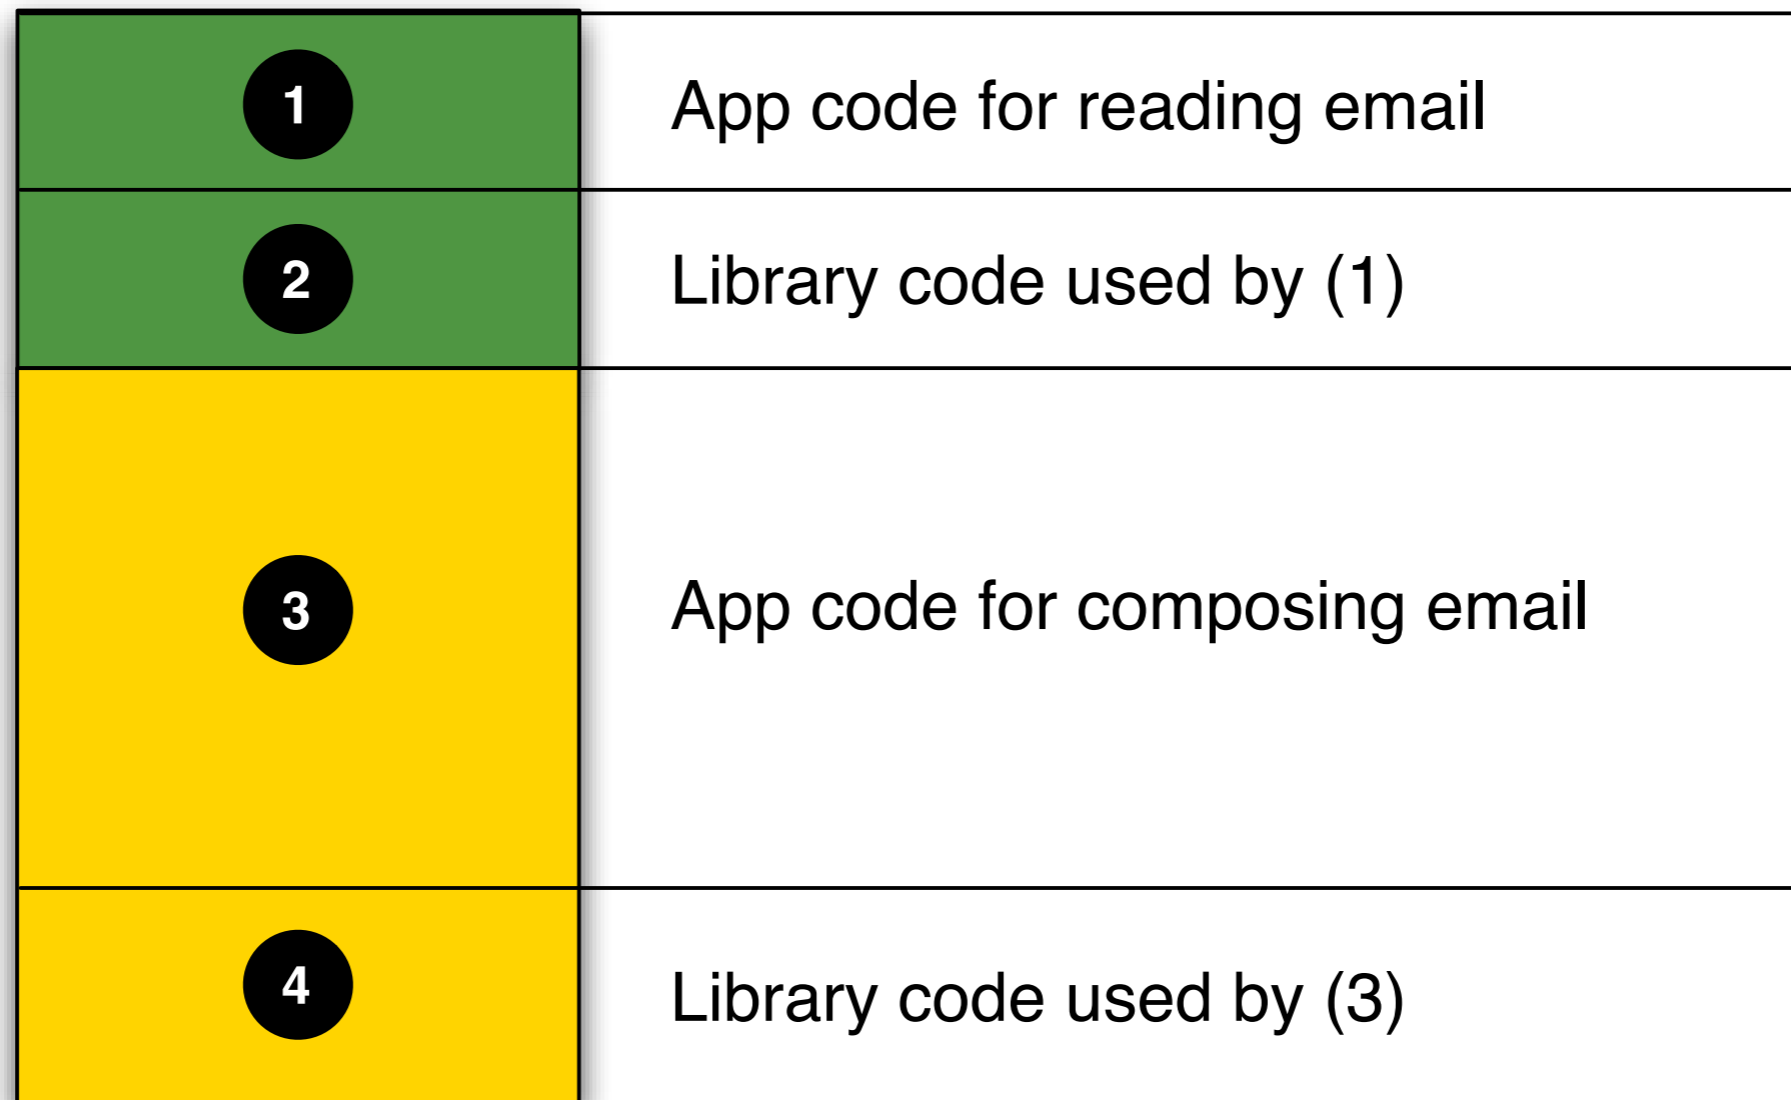 1
App code for reading email
2
Library code used by (1)
3
App code for composing email
4
Library code used by (3)